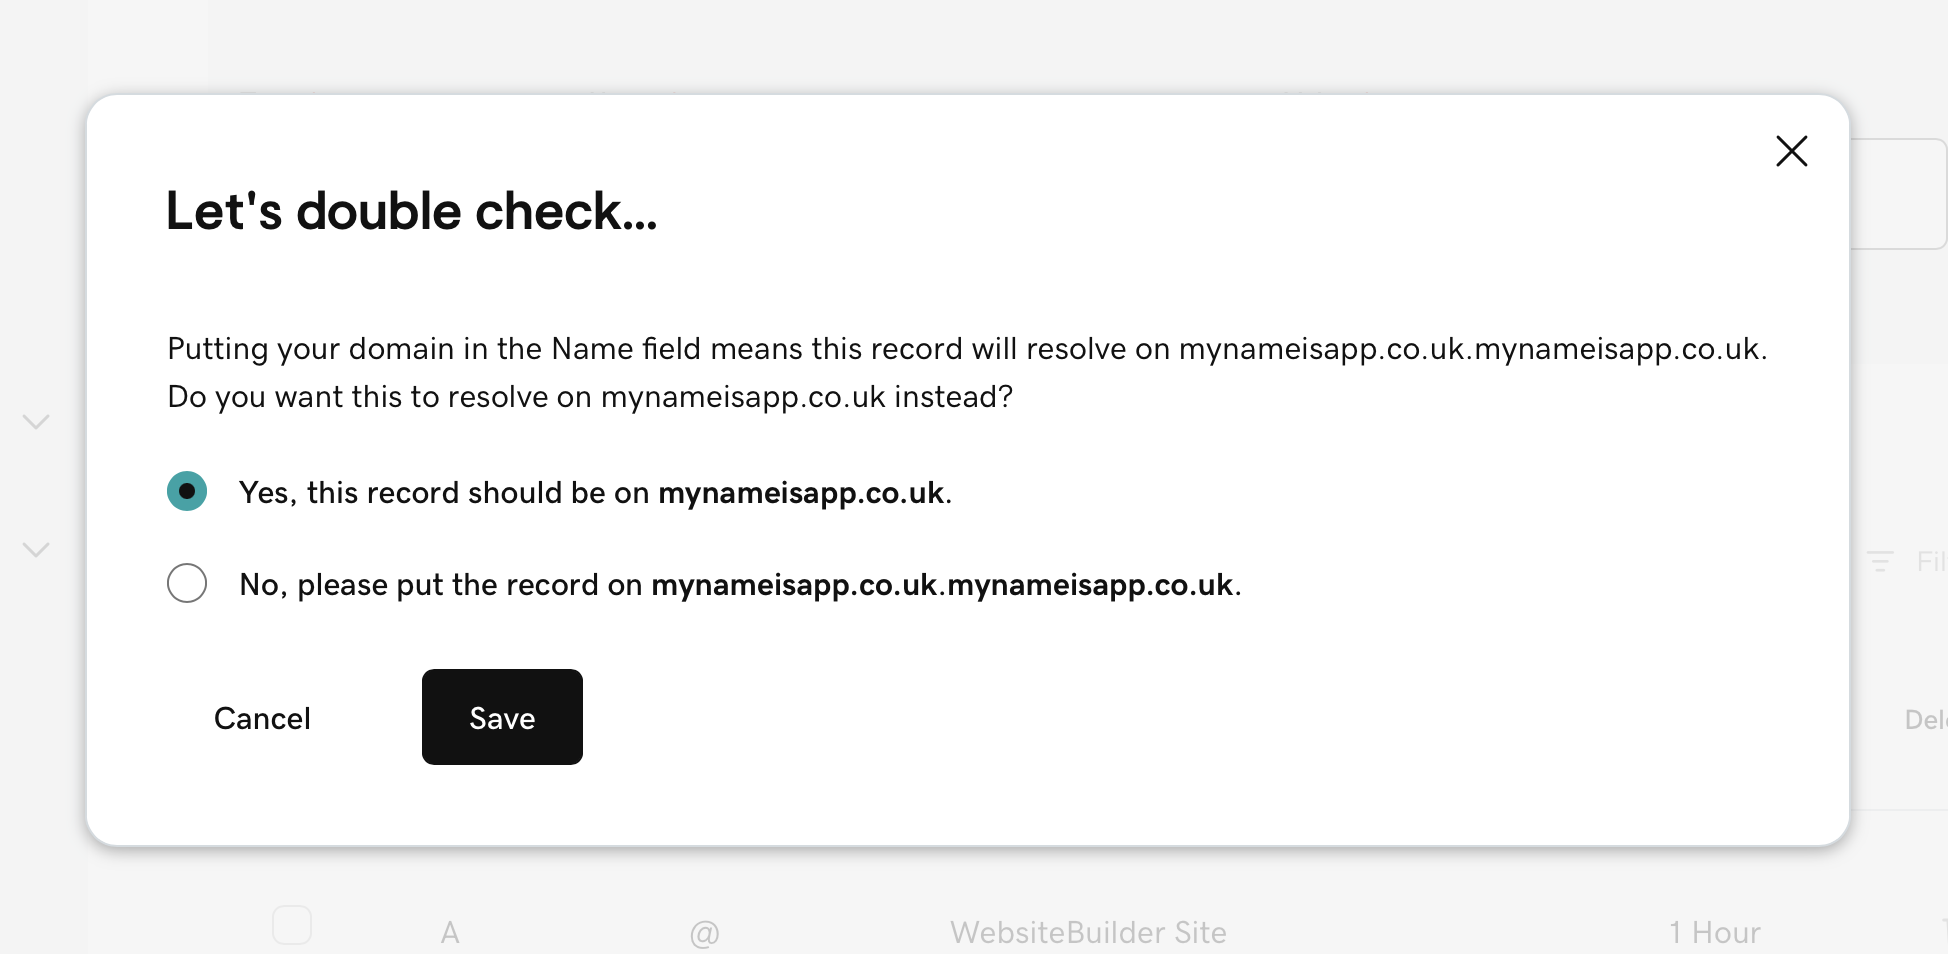 Let's double check...
Putting your domain in the Name field means this record will resolve on mynameisapp.co.uk.mynameisapp.co.uk.
Do you want this to resolve on mynameisapp.co.uk instead?
Yes, this record should be on mynameisapp.co.uk.
No, please put the record on mynameisapp.co.uk.mynameisapp.co.uk.
Fil
Cancel
Save
Del
A
@
WebsiteBuilder Site
1 Hour